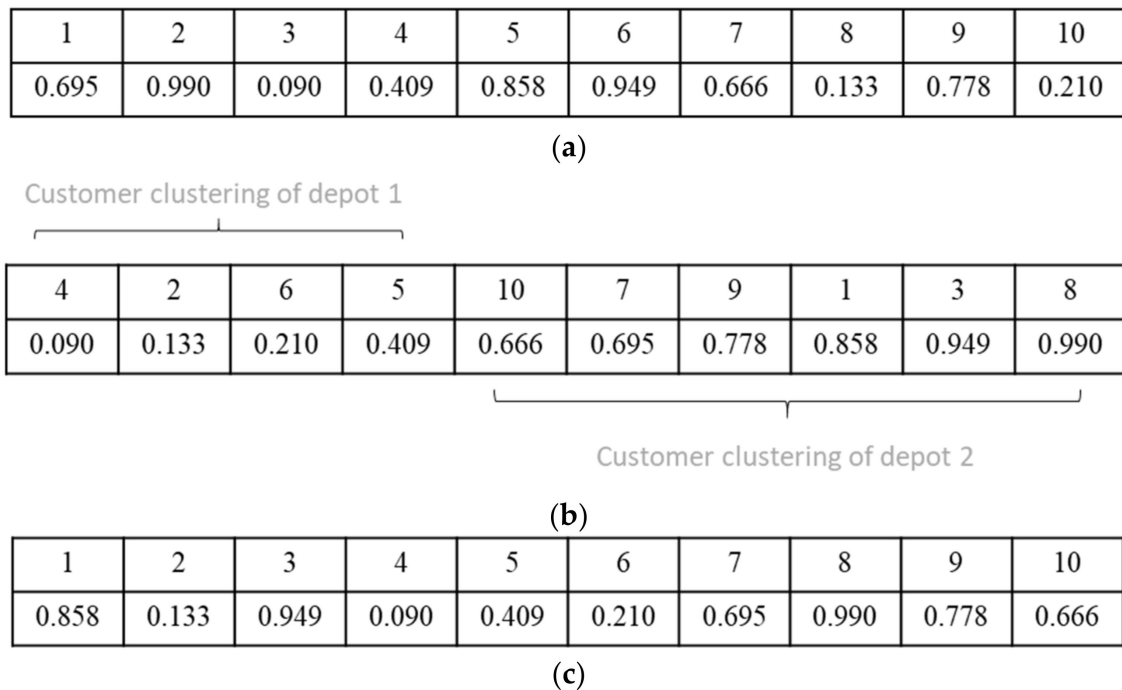 1 2 3 4 5 6 7 8 9 10
0.695 0.990 0.090 0.409 0.858 0.949 0.666 0.133 0.778 0.210
(a)
Customer clustering of depot 1
4 2 6 5 10 7 9 1 3 8
0.090 0.133 0.210 0.409 0.666 0.695 0.778 0.858 0.949 0.990
Customer clustering of depot 2
(b)
1 2 3 4 5 6 7 8 9 10
0.858 0.133 0.949 0.090 0.409 0.210 0.695 0.990 0.778 0.666
(c)